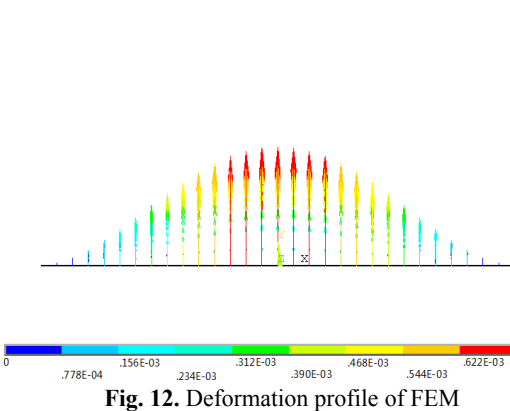 Y
Z X
0 .156E-03 .312E-03 .468E-03 .622E-03
.778E-04 .234E-03 .390E-03 .544E-03
Fig. 12. Deformation profile of FEM